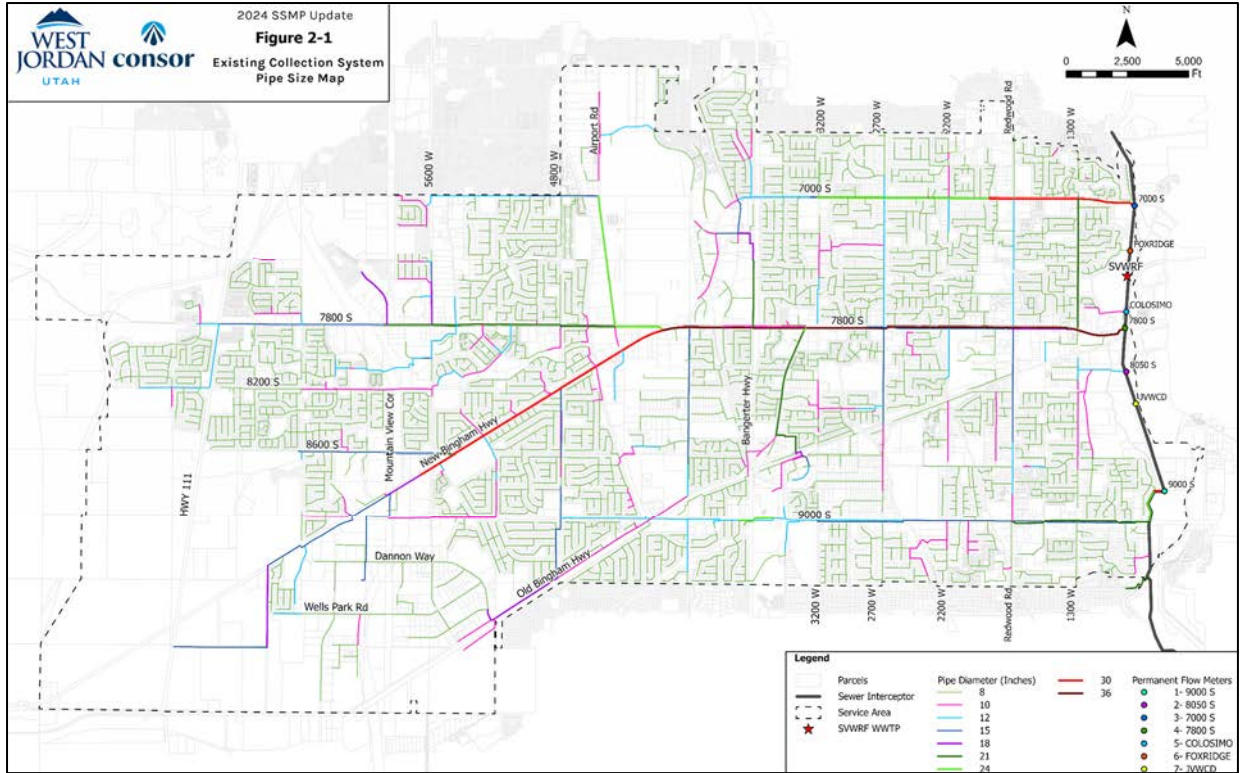 WEST
JORDAN
UTAH
consor
2024 SSMP Update
Figure 2-1
Existing Collection System
Pipe Size Map
N
0 2,500 5,000
Ft
5600 W
4800 W
Airport Rd
3200 W
2700 W
2200 W
Redwood Rd
1300 W
7000 S
7000 S
FOXRIDGE
SVWRF
COLOSIMO
7800 S
7800 S
7800 S
8050 S
JVWCD
8200 S
8600 S
Mountain View Cor
New Bingham Hwy
Bangerter Hwy
HWY 111
9000 S
9000 S
Dannon Way
Old Bingham Hwy
Wells Park Rd
3200 W
2700 W
2200 W
Redwood Rd
1300 W
Legend
Parcels
Sewer Interceptor
Service Area
SVWRF WWTP
Pipe Diameter (Inches)
8
10
12
15
18
21
24
30
36
Permanent Flow Meters
1- 9000 S
2- 8050 S
3- 7000 S
4- 7800 S
5- COLOSIMO
6- FOXRIDGE
7- JVWCD